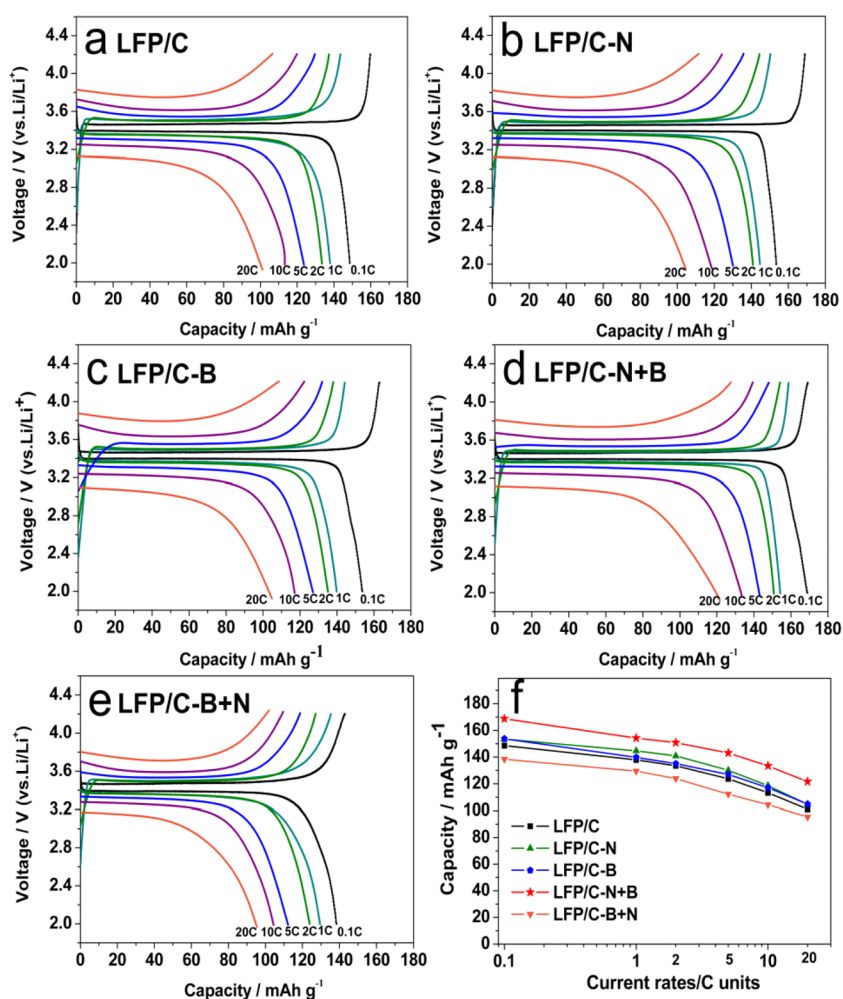 a LFP/C
4.4
4.0
3.6
3.2
2.8
2.4
2.0
Voltage / V (vs.Li/Li⁺)
20C 10C 5C 2C 1C 0.1C
0 20 40 60 80 100 120 140 160 180
Capacity / mAh g⁻¹
b LFP/C-N
4.4
4.0
3.6
3.2
2.8
2.4
2.0
Voltage / V (vs.Li/Li⁺)
20C 10C 5C 2C 1C 0.1C
0 20 40 60 80 100 120 140 160 180
Capacity / mAh g⁻¹
c LFP/C-B
4.4
4.0
3.6
3.2
2.8
2.4
2.0
Voltage / V (vs.Li/Li⁺)
20C 10C 5C 2C 1C 0.1C
0 20 40 60 80 100 120 140 160 180
Capacity / mAh g⁻¹
d LFP/C-N+B
4.4
4.0
3.6
3.2
2.8
2.4
2.0
Voltage / V (vs.Li/Li⁺)
20C 10C 5C 2C 1C 0.1C
0 20 40 60 80 100 120 140 160 180
Capacity / mAh g⁻¹
e LFP/C-B+N
4.4
4.0
3.6
3.2
2.8
2.4
2.0
Voltage / V (vs.Li/Li⁺)
20C 10C 5C 2C 1C 0.1C
0 20 40 60 80 100 120 140 160 180
Capacity / mAh g⁻¹
f
180
160
140
120
100
80
60
40
20
0
Capacity / mAh g⁻¹
LFP/C
LFP/C-N
LFP/C-B
LFP/C-N+B
LFP/C-B+N
0.1 1 2 5 10 20
Current rates/C units